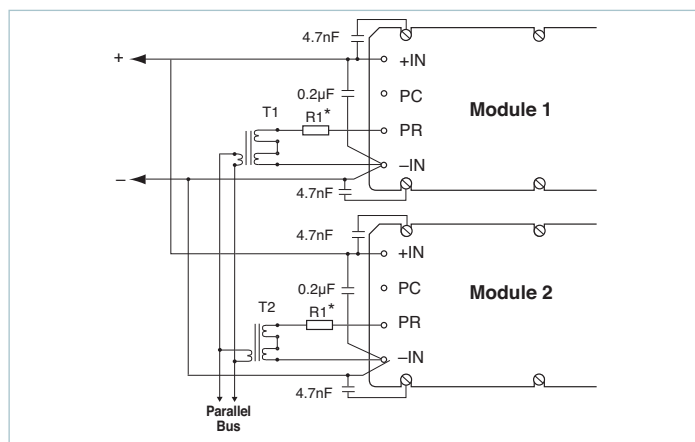 4.7nF
+
+IN
0.2µF
PC
Module 1
T1
R1*
PR
–IN
–
4.7nF
4.7nF
+IN
0.2µF
PC
Module 2
T2
R1*
PR
–IN
4.7nF
Parallel
Bus